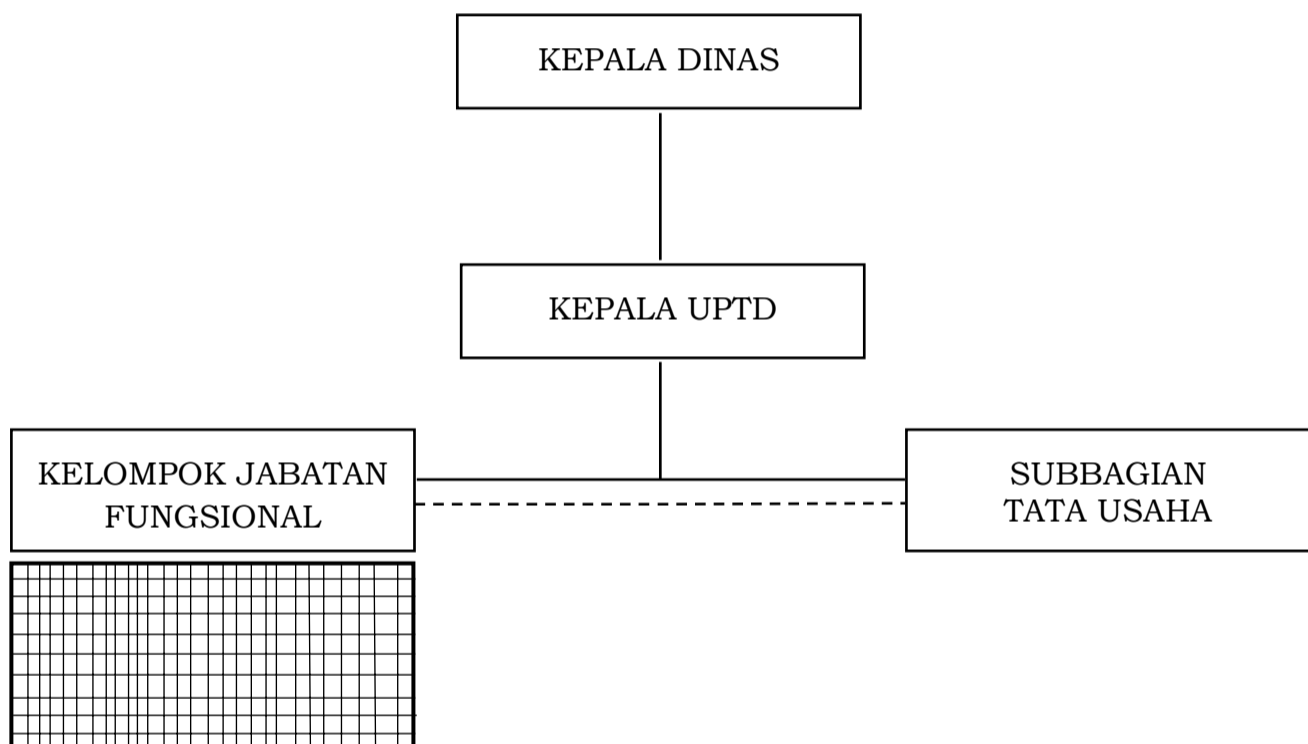 KEPALA DINAS
KEPALA UPTD
KELOMPOK JABATAN
FUNGSIONAL
SUBBAGIAN
TATA USAHA